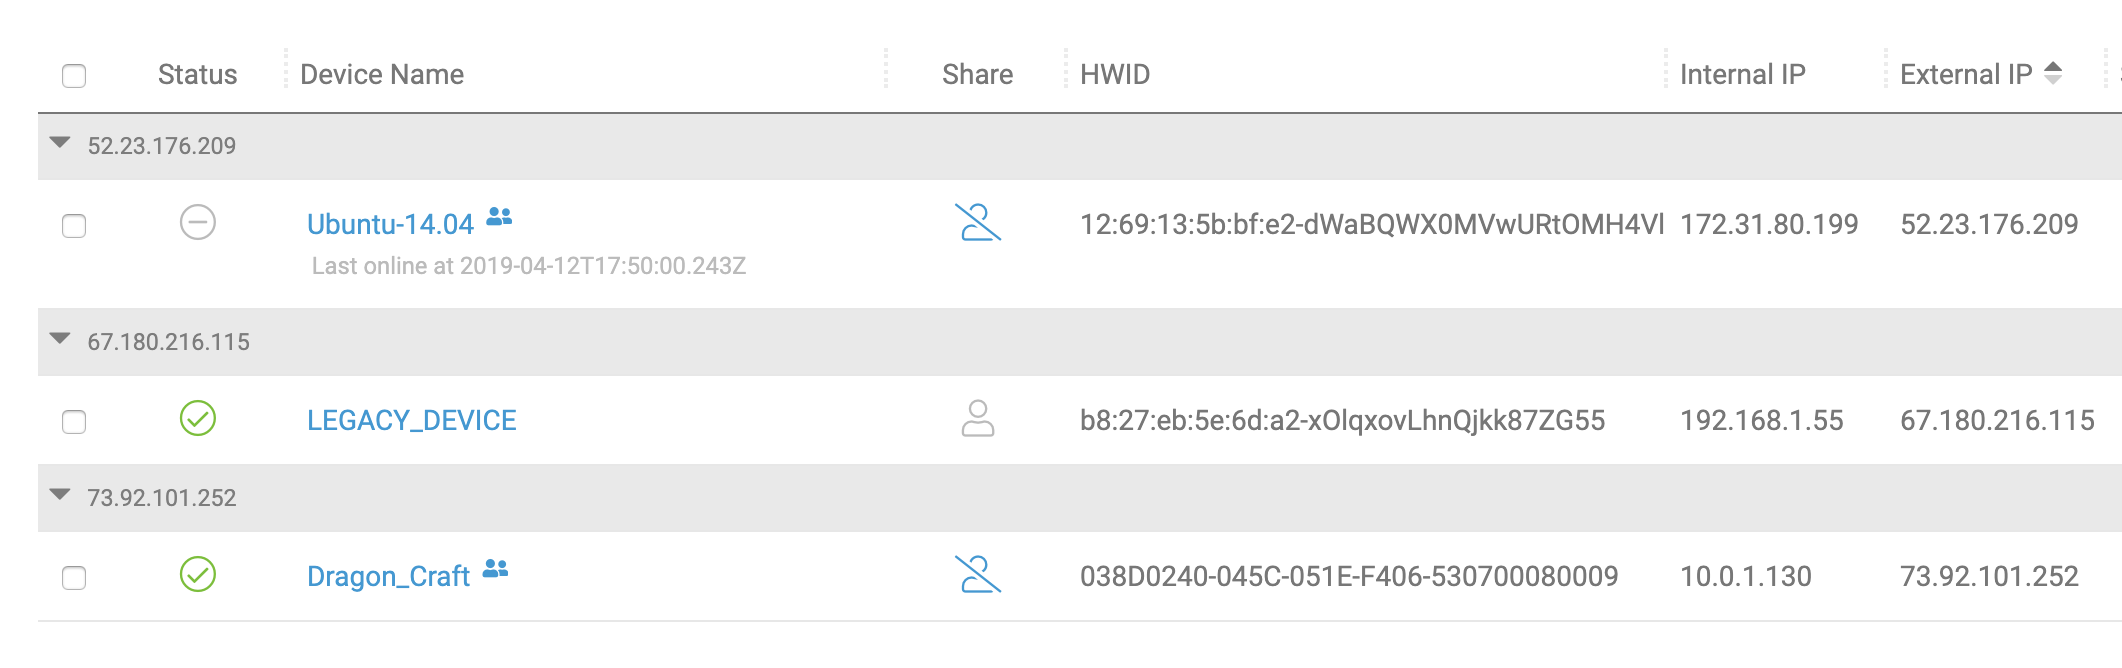 Status Device Name Share HWID Internal IP External IP
52.23.176.209
Ubuntu-14.04 12:69:13:5b:bf:e2-dWaBQWX0MVwURtOMH4Vl 172.31.80.199 52.23.176.209
Last online at 2019-04-12T17:50:00.243Z
67.180.216.115
LEGACY_DEVICE b8:27:eb:5e:6d:a2-xOlqxovLhnQjkk87ZG55 192.168.1.55 67.180.216.115
73.92.101.252
Dragon_Craft 038D0240-045C-051E-F406-530700080009 10.0.1.130 73.92.101.252